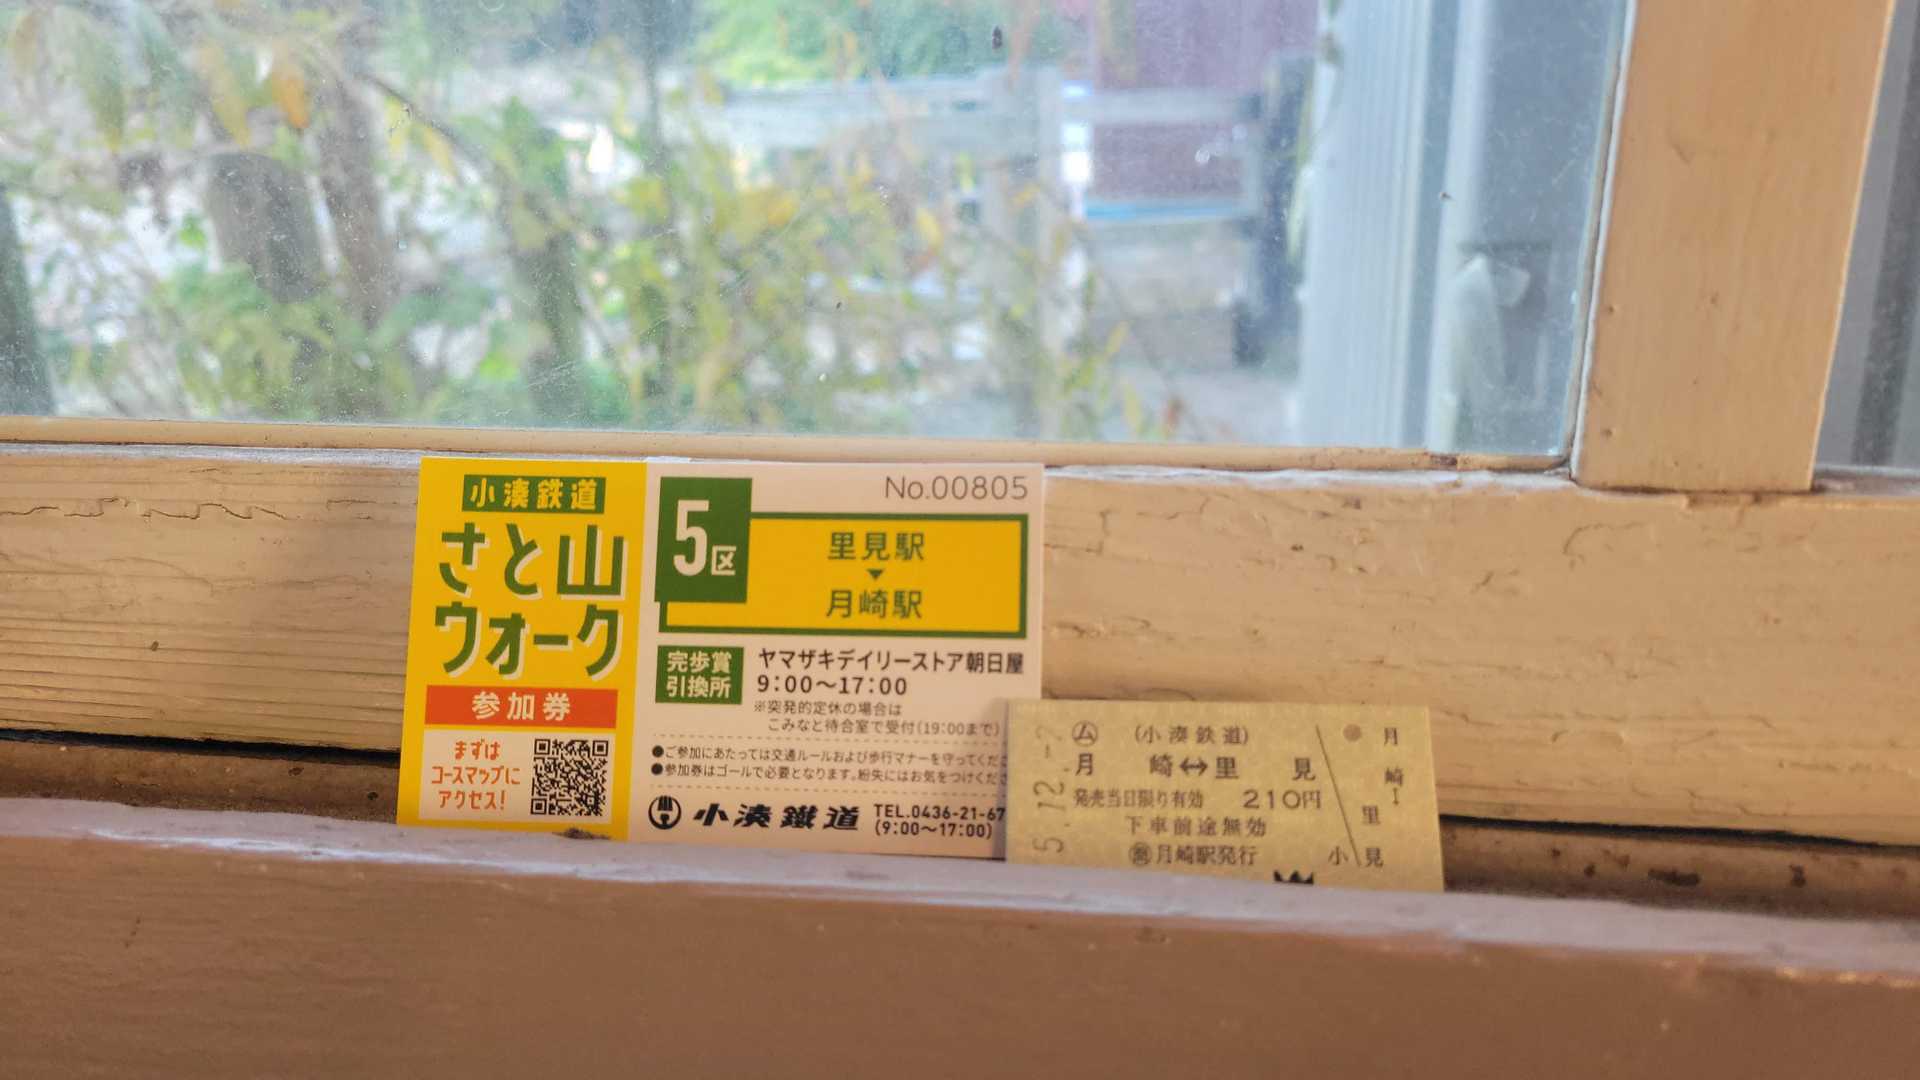 小湊鉄道
さと山
ウォーク
参加券
まずは
コースマップに
アクセス!
No.00805
5区
里見駅
▼
月崎駅
完歩賞
引換所
ヤマザキデイリーストア朝日屋
9:00〜17:00
※突発的定休の場合は
こみなと待合室で受付(19:00まで)
●ご参加にあたっては交通ルールおよび歩行マナーを守ってくだ
●参加券はゴールで必要となります。紛失にはお気をつけくださ
小湊鐵道
TEL.0436-21-67
(9:00〜17:00)
5.12.-2
㋰ (小湊鉄道)
月崎↔里見
発売当日限り有効 210円
下車前途無効
月崎駅発行
月崎
↔
里見
小